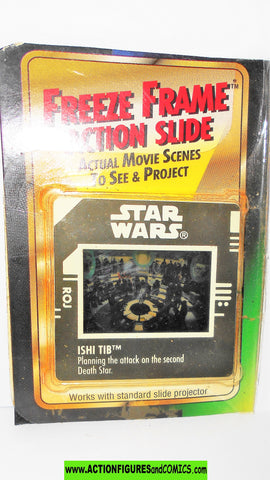 FREEZE FRAME™
ACTION SLIDE
ACTUAL MOVIE SCENES
TO SEE & PROJECT
STAR
WARS®
ROJ
ISHI TIB™
Planning the attack on the second
Death Star.
Works with standard slide projector
www.ACTIONFIGURESandCOMICS.com